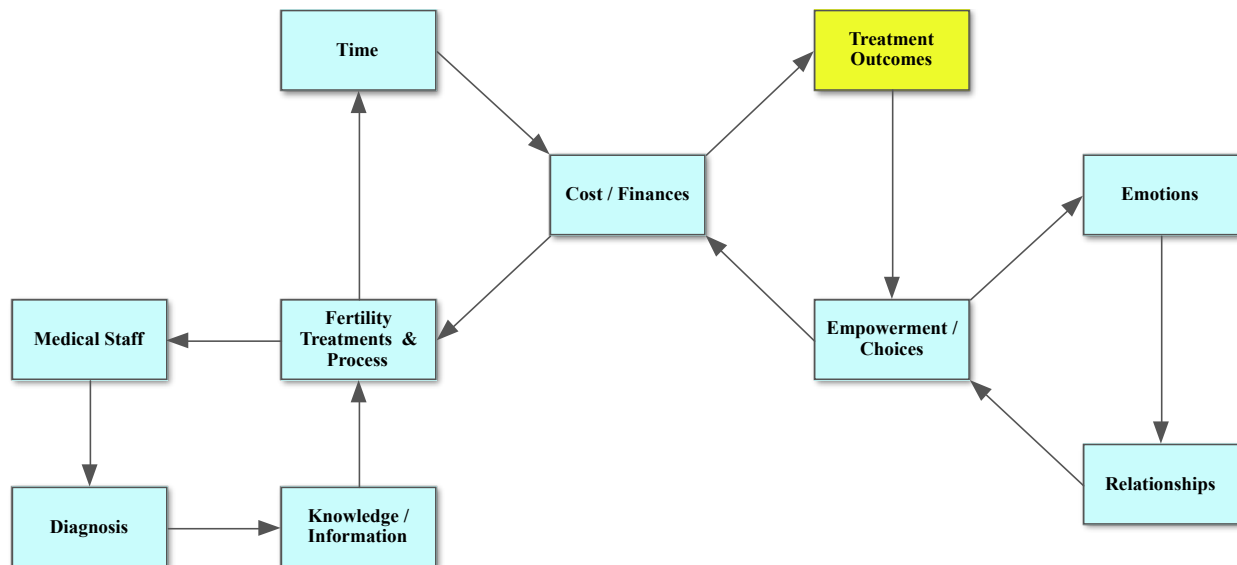 Time
Treatment
Outcomes
Cost / Finances
Emotions
Medical Staff
Fertility
Treatments &
Process
Empowerment /
Choices
Diagnosis
Knowledge /
Information
Relationships